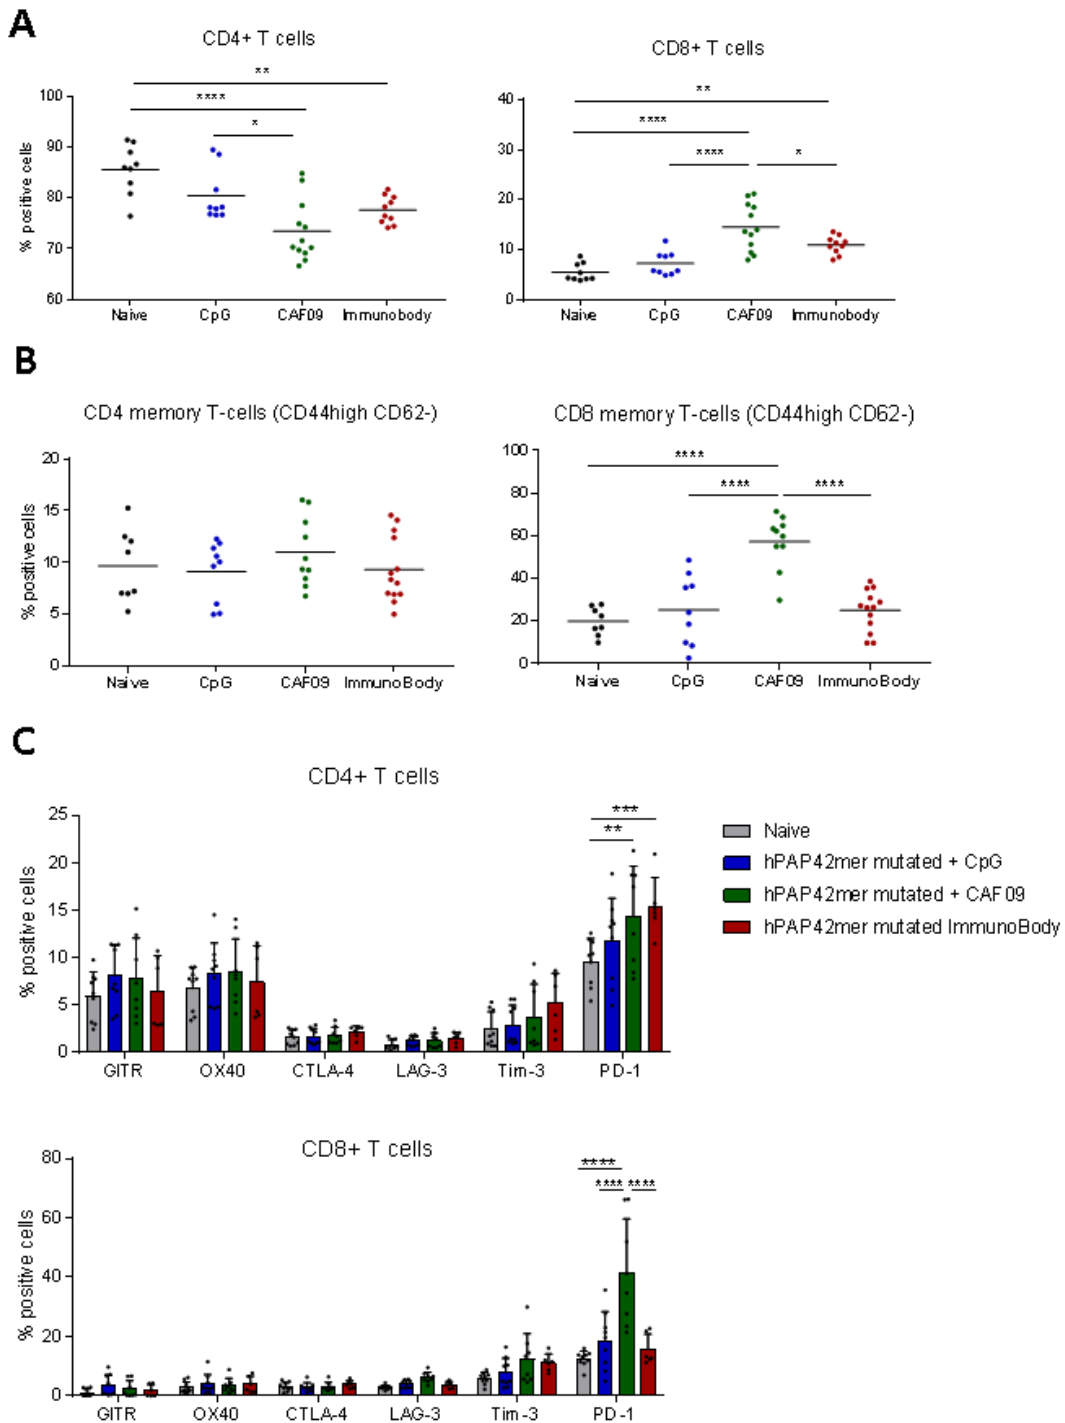 A
CD4+ T cells
**
****
*
100
90
80
70
60
% positive cells
Naive
CpG
CAF09
Immunobody
CD8+ T cells
**
****
****
*
40
30
20
10
0
Naive
CpG
CAF09
Immunobody
B
CD4 memory T-cells (CD44high CD62-)
20
15
10
5
0
% positive cells
Naive
CpG
CAF09
ImmunoBody
CD8 memory T-cells (CD44high CD62-)
****
****
****
100
80
60
40
20
0
Naive
CpG
CAF09
ImmunoBody
C
CD4+ T cells
***
**
25
20
15
10
5
0
% positive cells
GITR
OX40
CTLA-4
LAG-3
Tim-3
PD-1
Naive
hPAP42mer mutated + CpG
hPAP42mer mutated + CAF09
hPAP42mer mutated ImmunoBody
CD8+ T cells
****
****
****
80
60
40
20
0
% positive cells
GITR
OX40
CTLA-4
LAG-3
Tim-3
PD-1